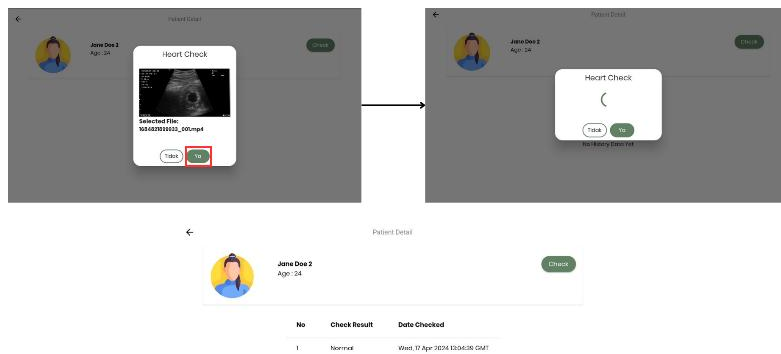 Patient Detail
Jane Doe 2
Age : 24
Check
Heart Check
Selected File:
1684821899033_001.mp4
Tidak
Ya
Patient Detail
Jane Doe 2
Age : 24
Check
Heart Check
Tidak
Ya
No History Data Yet
Patient Detail
Jane Doe 2
Age : 24
Check
No Check Result Date Checked
1 Normal Wed, 17 Apr 2024 13:04:39 GMT